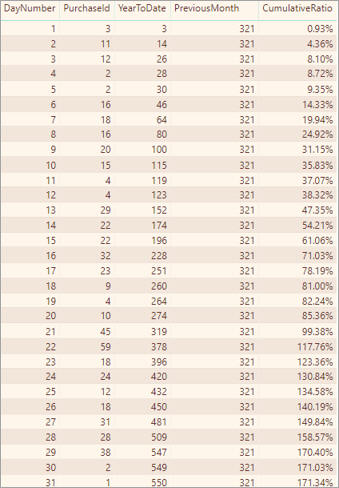 DayNumber PurchaseId YearToDate PreviousMonth CumulativeRatio
1 3 3 321 0.93%
2 11 14 321 4.36%
3 12 26 321 8.10%
4 2 28 321 8.72%
5 2 30 321 9.35%
6 16 46 321 14.33%
7 18 64 321 19.94%
8 16 80 321 24.92%
9 20 100 321 31.15%
10 15 115 321 35.83%
11 4 119 321 37.07%
12 4 123 321 38.32%
13 29 152 321 47.35%
14 22 174 321 54.21%
15 22 196 321 61.06%
16 32 228 321 71.03%
17 23 251 321 78.19%
18 9 260 321 81.00%
19 4 264 321 82.24%
20 10 274 321 85.36%
21 45 319 321 99.38%
22 59 378 321 117.76%
23 18 396 321 123.36%
24 24 420 321 130.84%
25 12 432 321 134.58%
26 18 450 321 140.19%
27 31 481 321 149.84%
28 28 509 321 158.57%
29 38 547 321 170.40%
30 2 549 321 171.03%
31 1 550 321 171.34%